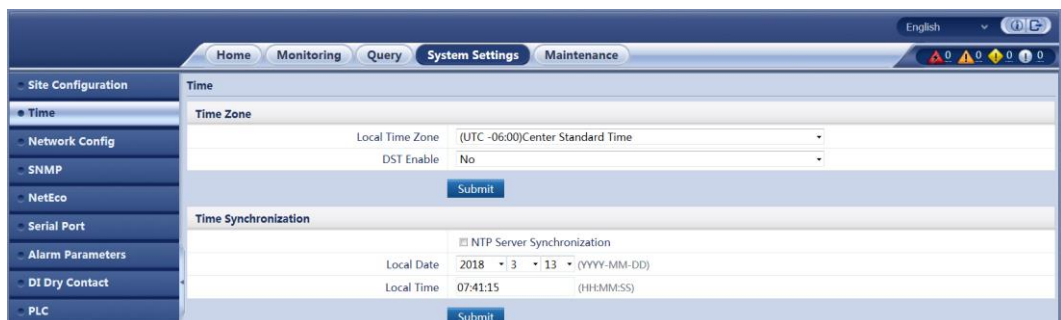 English
Home Monitoring Query System Settings Maintenance
0 0 0 0
Site Configuration
Time
Network Config
SNMP
NetEco
Serial Port
Alarm Parameters
DI Dry Contact
PLC
Time
Time Zone
Local Time Zone (UTC -06:00)Center Standard Time
DST Enable No
Submit
Time Synchronization
NTP Server Synchronization
Local Date 2018 3 13 (YYYY-MM-DD)
Local Time 07:41:15 (HH:MM:SS)
Submit